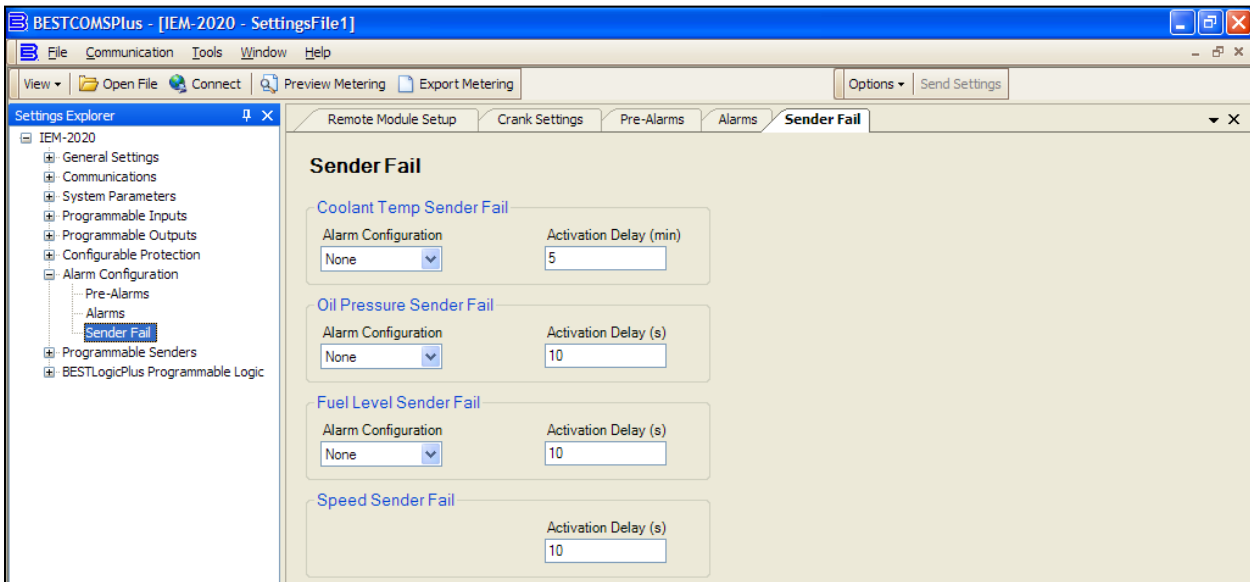 BESTCOMSPlus - [IEM-2020 - SettingsFile1]
File Communication Tools Window Help
View Open File Connect Preview Metering Export Metering Options Send Settings
Settings Explorer
IEM-2020
General Settings
Communications
System Parameters
Programmable Inputs
Programmable Outputs
Configurable Protection
Alarm Configuration
Pre-Alarms
Alarms
Sender Fail
Programmable Senders
BESTLogicPlus Programmable Logic
Remote Module Setup Crank Settings Pre-Alarms Alarms Sender Fail
Sender Fail
Coolant Temp Sender Fail
Alarm Configuration Activation Delay (min)
None 5
Oil Pressure Sender Fail
Alarm Configuration Activation Delay (s)
None 10
Fuel Level Sender Fail
Alarm Configuration Activation Delay (s)
None 10
Speed Sender Fail
Activation Delay (s)
10